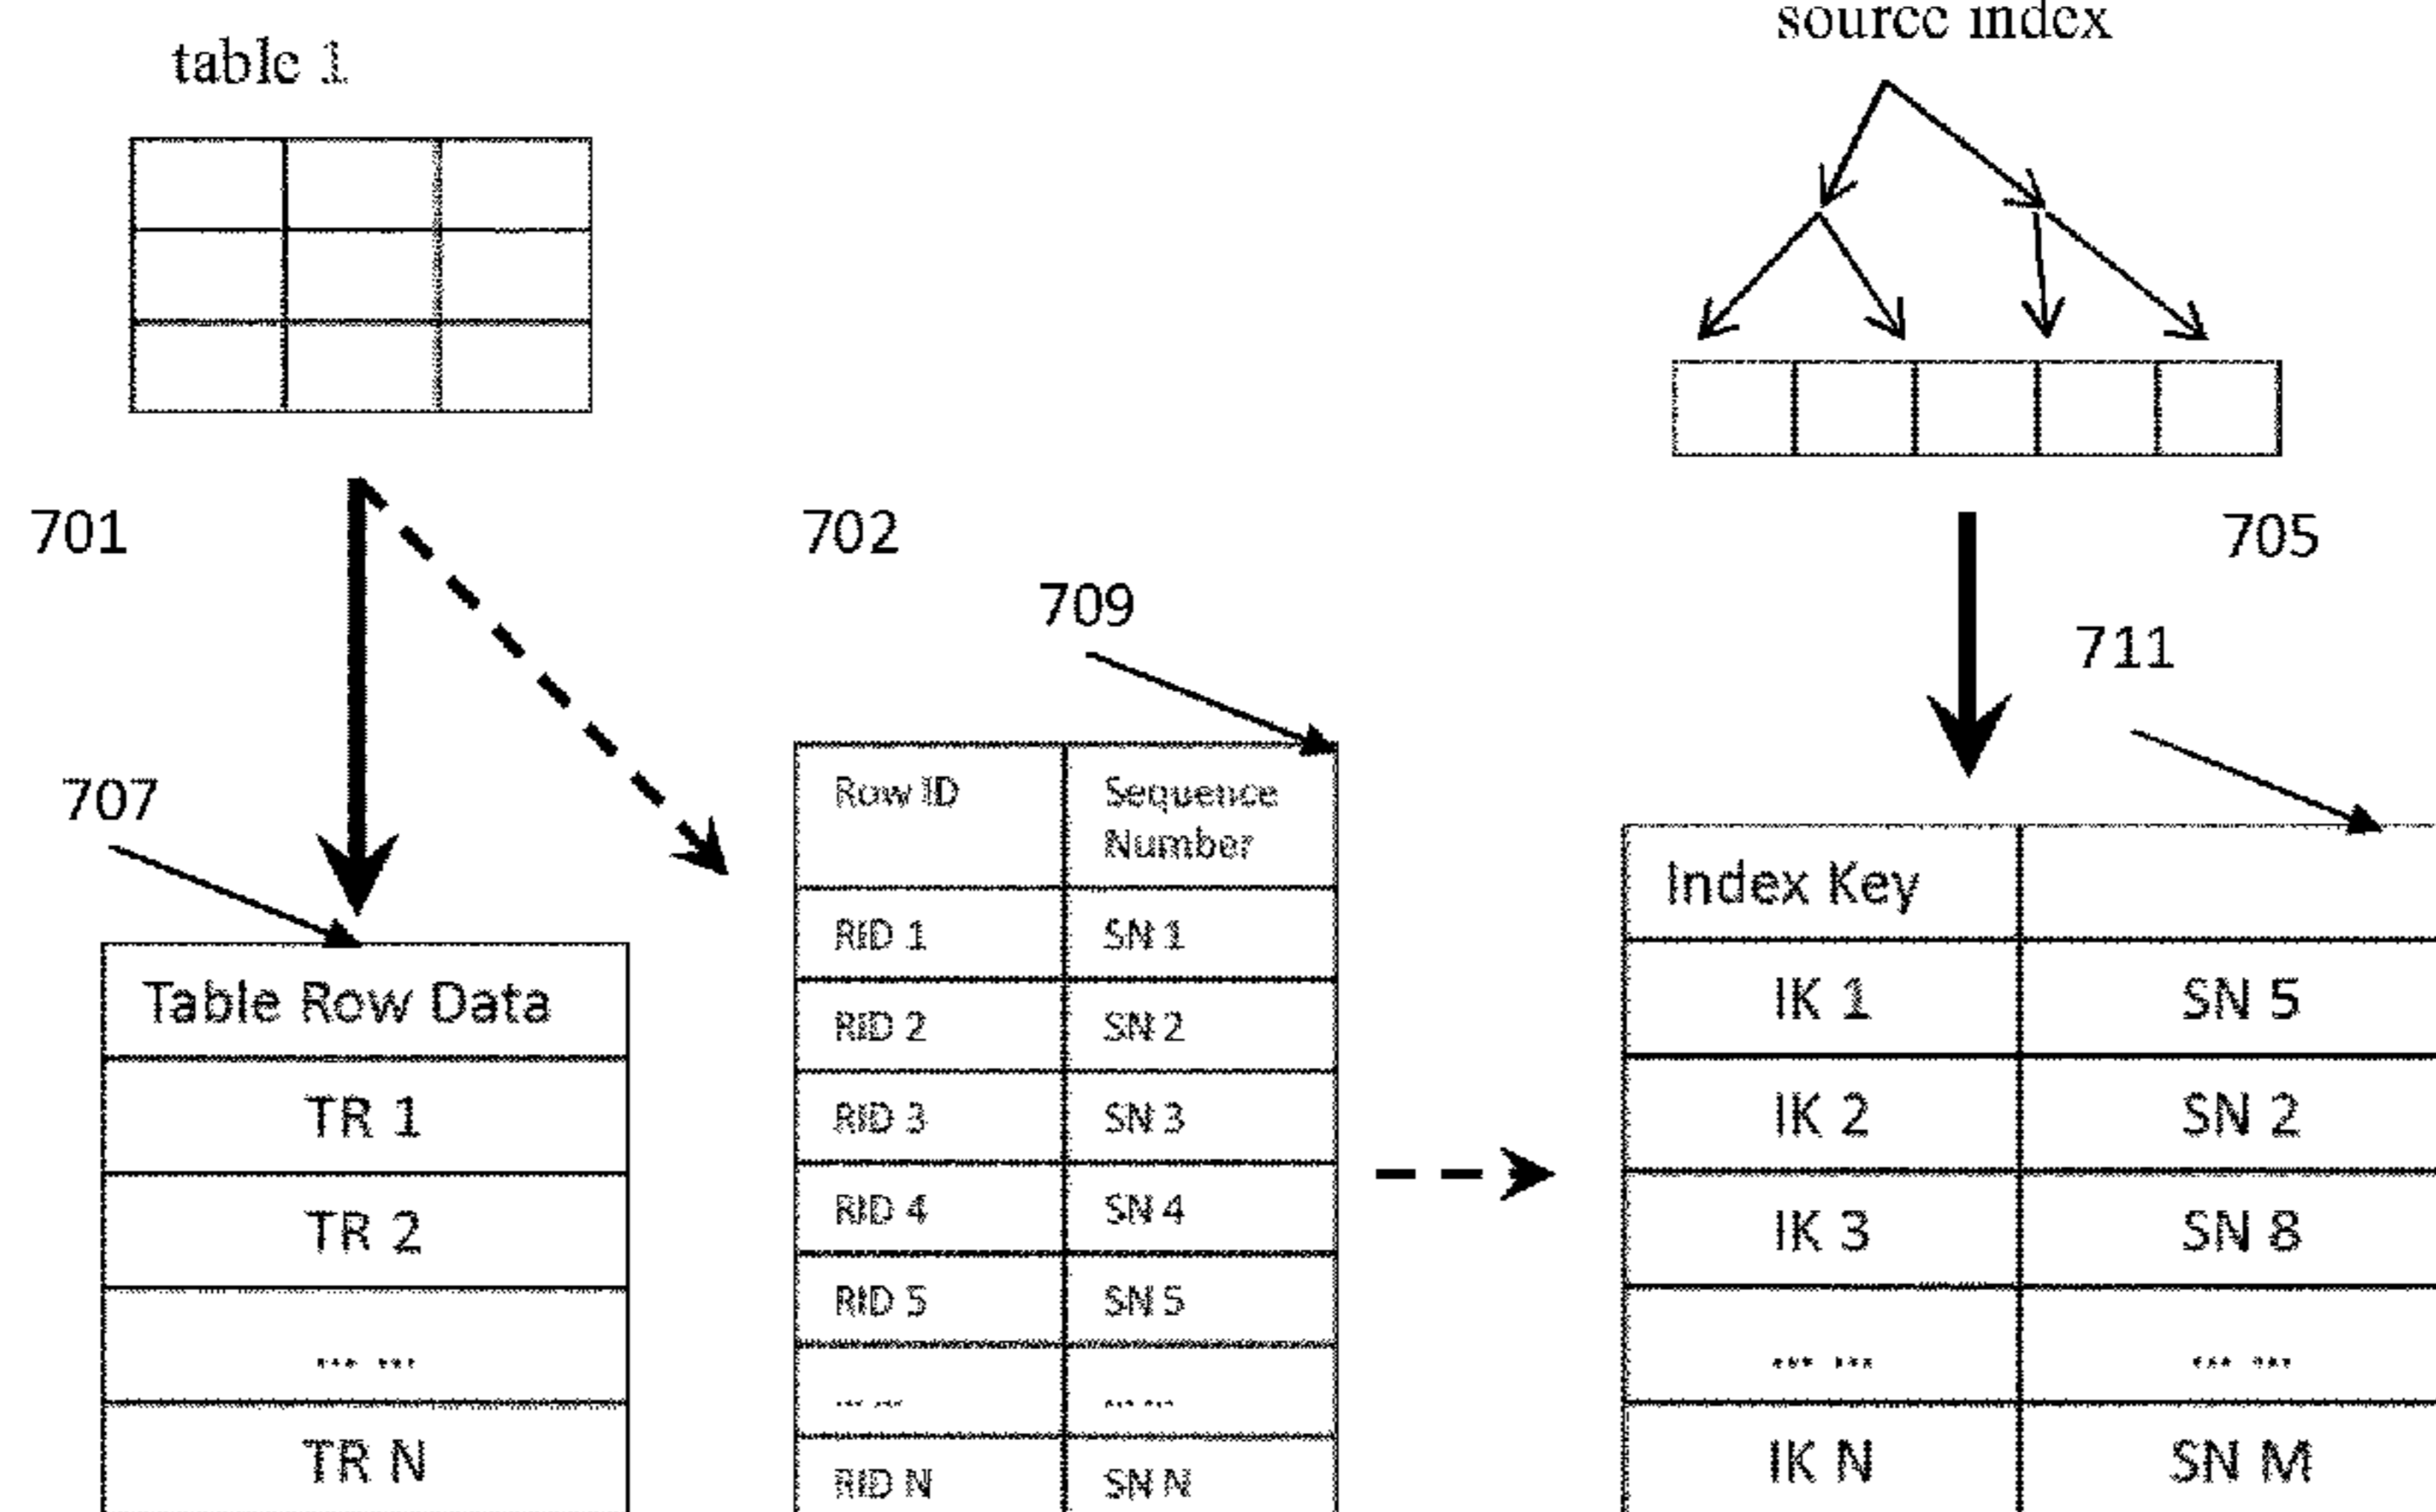 table 1
source index
701
702
705
709
711
707
Row ID
Sequence
Number
RID 1
SN 1
RID 2
SN 2
RID 3
SN 3
RID 4
SN 4
RID 5
SN 5
... ...
... ...
RID N
SN N
Table Row Data
TR 1
TR 2
... ...
TR N
Index Key
IK 1
SN 5
IK 2
SN 2
IK 3
SN 8
... ...
... ...
IK N
SN M